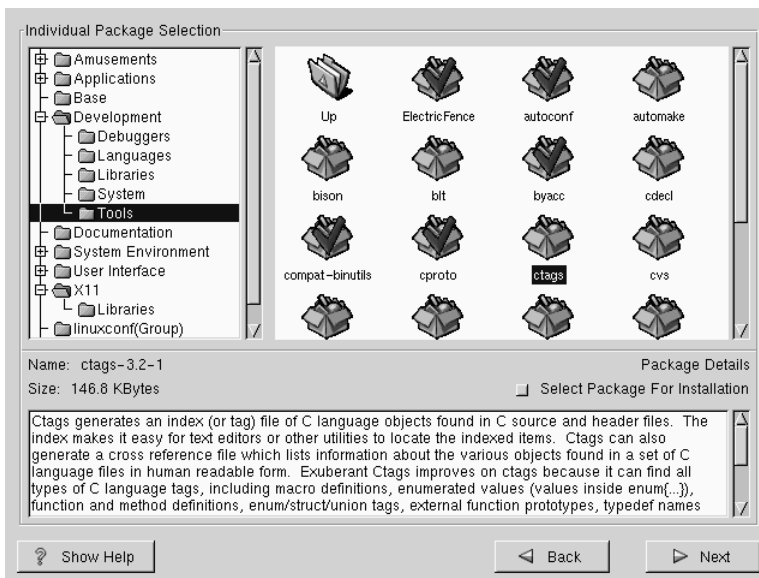 Individual Package Selection
Amusements
Applications
Base
Development
Debuggers
Languages
Libraries
System
Tools
Documentation
System Environment
User Interface
X11
Libraries
linuxconf(Group)
Up ElectricFence autoconf automake
bison blt byacc cdecl
compat-binutils cproto ctags cvs
Name: ctags-3.2-1
Package Details
Size: 146.8 KBytes
Select Package For Installation
Ctags generates an index (or tag) file of C language objects found in C source and header files. The
index makes it easy for text editors or other utilities to locate the indexed items. Ctags can also
generate a cross reference file which lists information about the various objects found in a set of C
language files in human readable form. Exuberant Ctags improves on ctags because it can find all
types of C language tags, including macro definitions, enumerated values (values inside enum{...}),
function and method definitions, enum/struct/union tags, external function prototypes, typedef names
Show Help
Back
Next